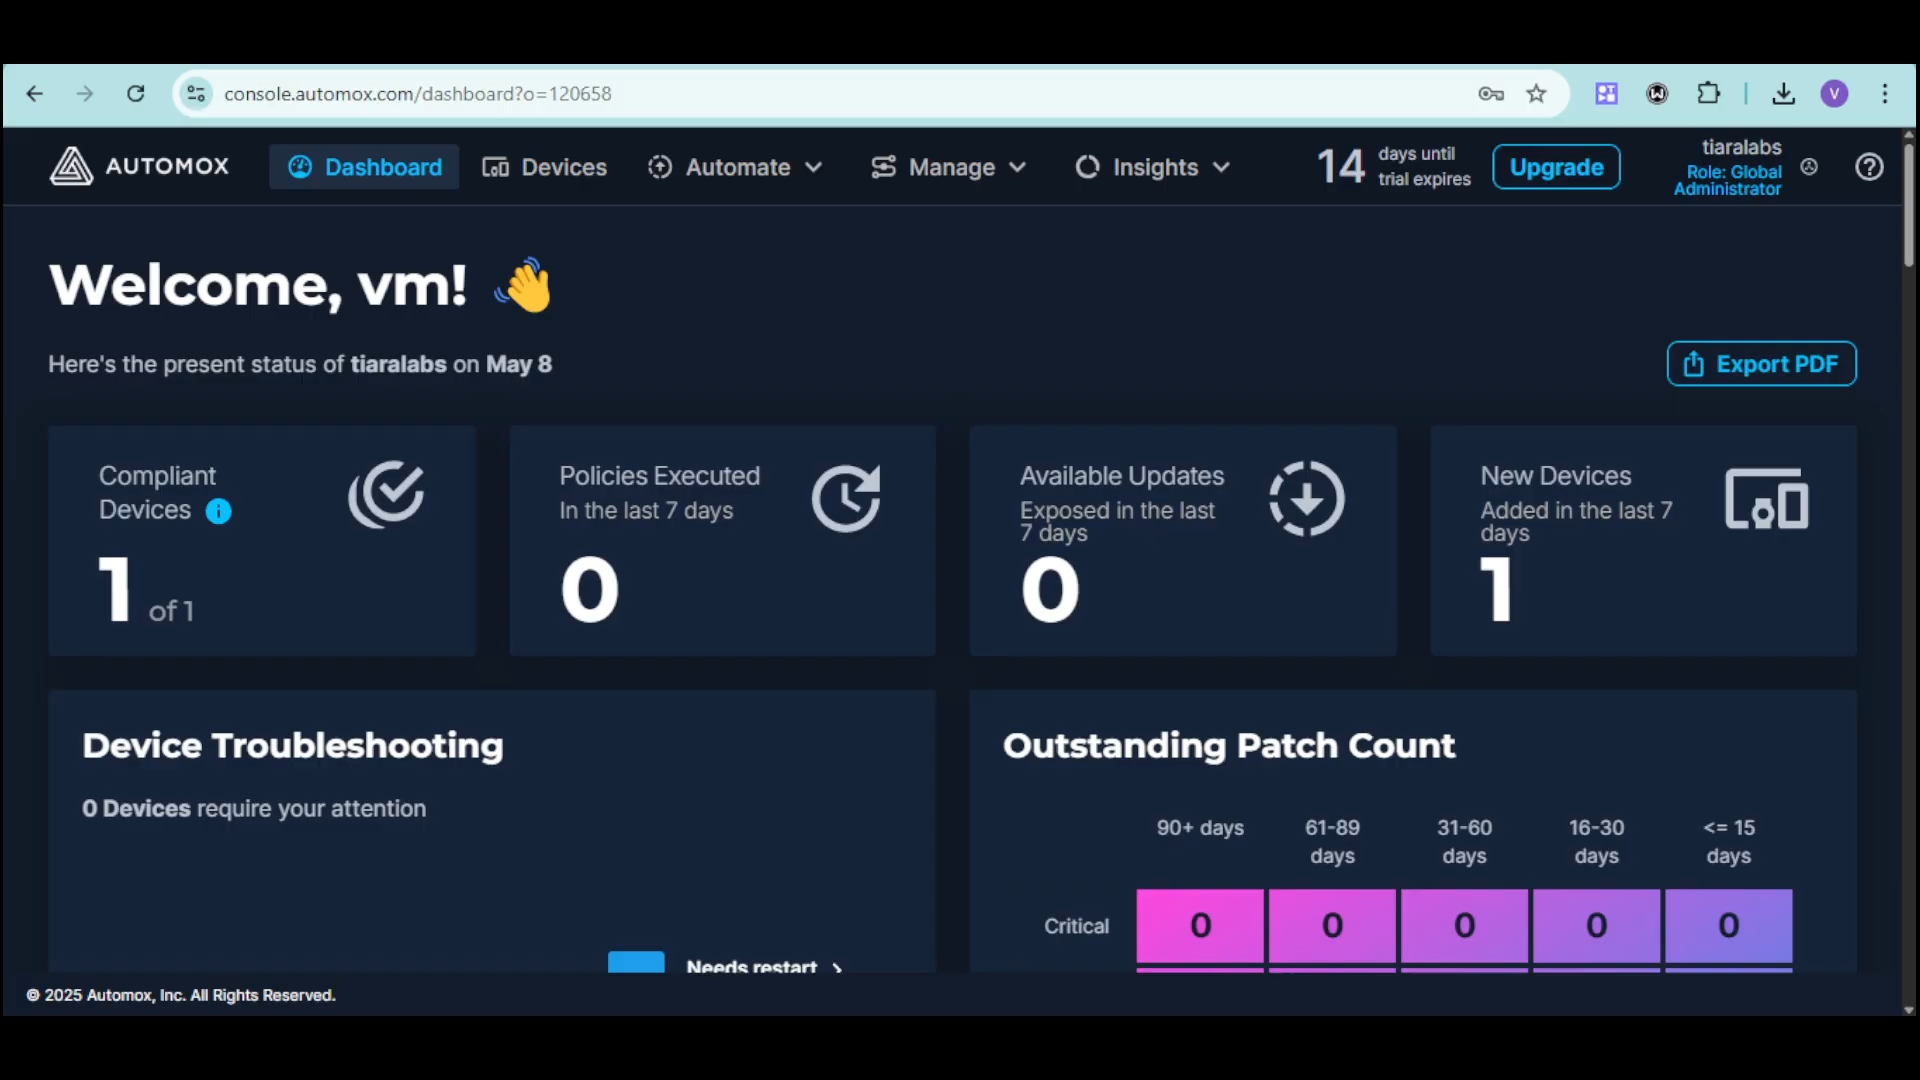 console.automox.com/dashboard?o=120658
V
AUTOMOX
Dashboard
Devices
Automate
Manage
Insights
14
days until
trial expires
Upgrade
tiaralabs
Role: Global
Administrator
Welcome, vm!
Here's the present status of tiaralabs on May 8
Export PDF
Compliant
Devices
1 of 1
Policies Executed
In the last 7 days
0
Available Updates
Exposed in the last
7 days
0
New Devices
Added in the last 7
days
1
Device Troubleshooting
0 Devices require your attention
Needs restart
Outstanding Patch Count
90+ days
61-89
days
31-60
days
16-30
days
<= 15
days
Critical
0
0
0
0
0
© 2025 Automox, Inc. All Rights Reserved.